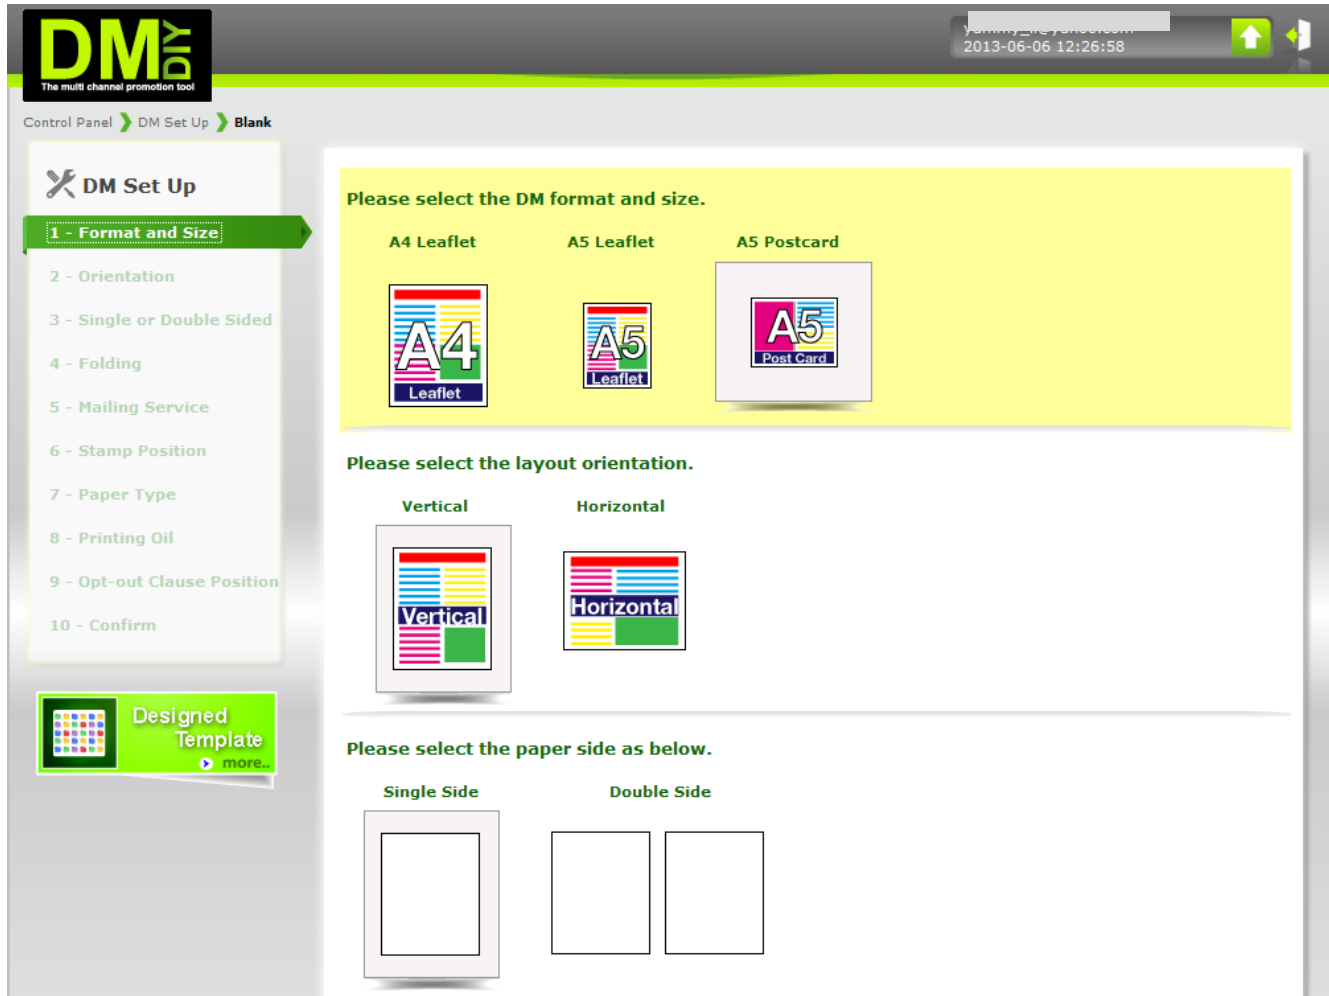 DM DIY
The multi channel promotion tool
2013-06-06 12:26:58
Control Panel DM Set Up Blank
DM Set Up
1 - Format and Size
2 - Orientation
3 - Single or Double Sided
4 - Folding
5 - Mailing Service
6 - Stamp Position
7 - Paper Type
8 - Printing Oil
9 - Opt-out Clause Position
10 - Confirm
Designed
Template
more..
Please select the DM format and size.
A4 Leaflet A5 Leaflet A5 Postcard
A4
Leaflet
A5
Leaflet
A5
Post Card
Please select the layout orientation.
Vertical Horizontal
Vertical
Horizontal
Please select the paper side as below.
Single Side Double Side